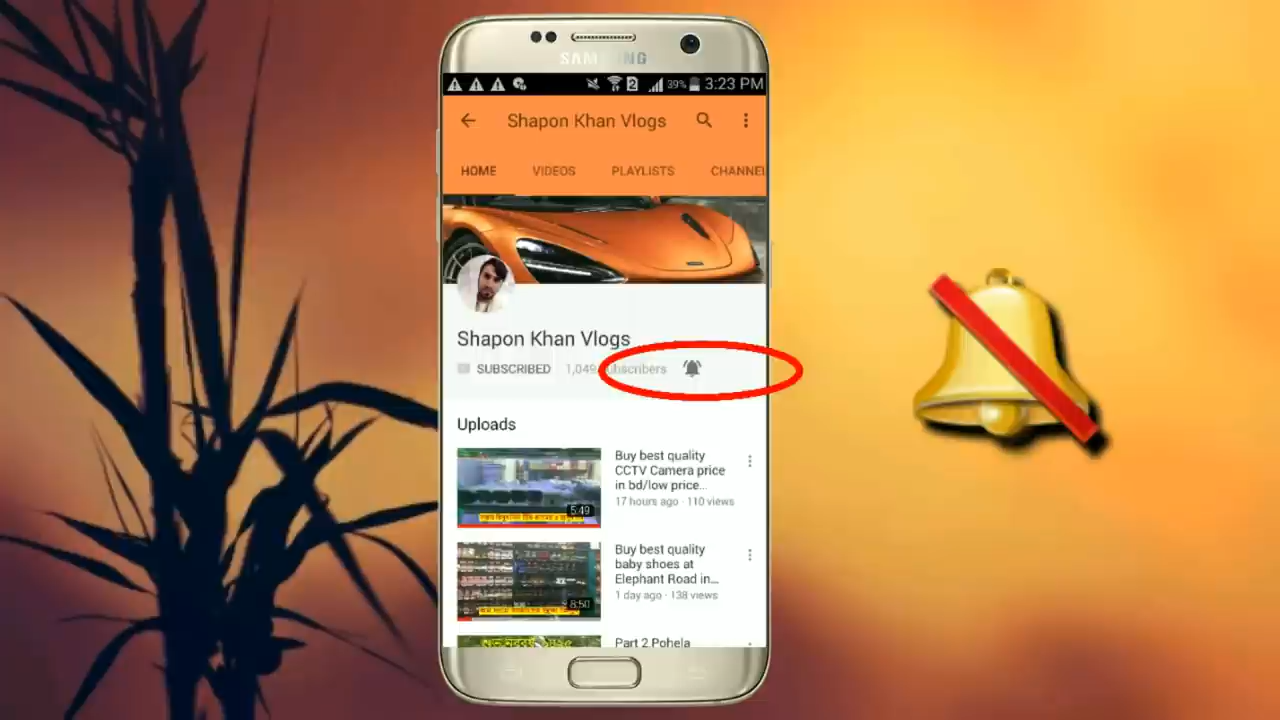 SAMSUNG
2 39% 3:23 PM
Shapon Khan Vlogs
HOME VIDEOS PLAYLISTS CHANNEL
Shapon Khan Vlogs
SUBSCRIBED 1,049 subscribers
Uploads
5:49
Buy best quality
CCTV Camera price
in bd/low price...
17 hours ago · 110 views
8:50
Buy best quality
baby shoes at
Elephant Road in...
1 day ago · 138 views
Part 2 Pohela